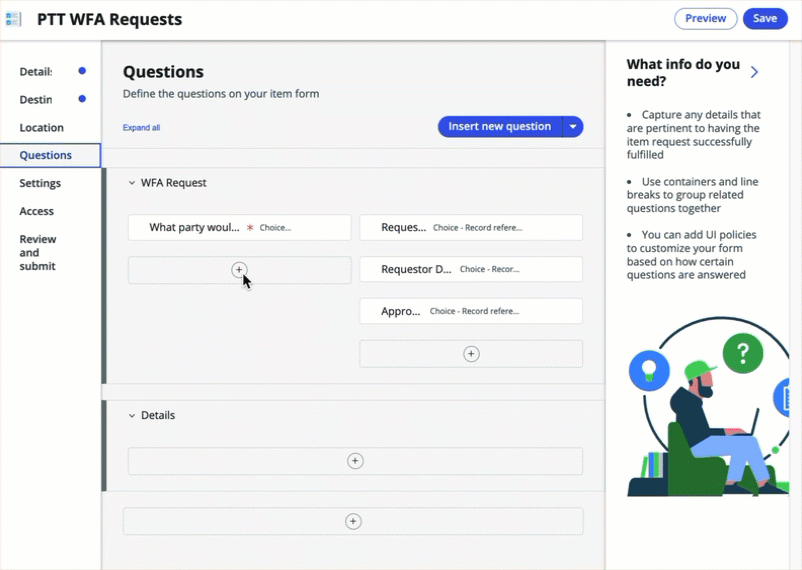 PTT WFA Requests
Preview
Save
Detail
Destin
Location
Questions
Settings
Access
Review
and
submit
Questions
Define the questions on your item form
Expand all
Insert new question
WFA Request
What party woul... * Choice...
Reques... Choice - Record refere...
Requestor D... Choice - Recor...
Appro... Choice - Record refere...
Details
What info do you
need?
• Capture any details that
are pertinent to having the
item request successfully
fulfilled
• Use containers and line
breaks to group related
questions together
• You can add UI policies
to customize your form
based on how certain
questions are answered
?